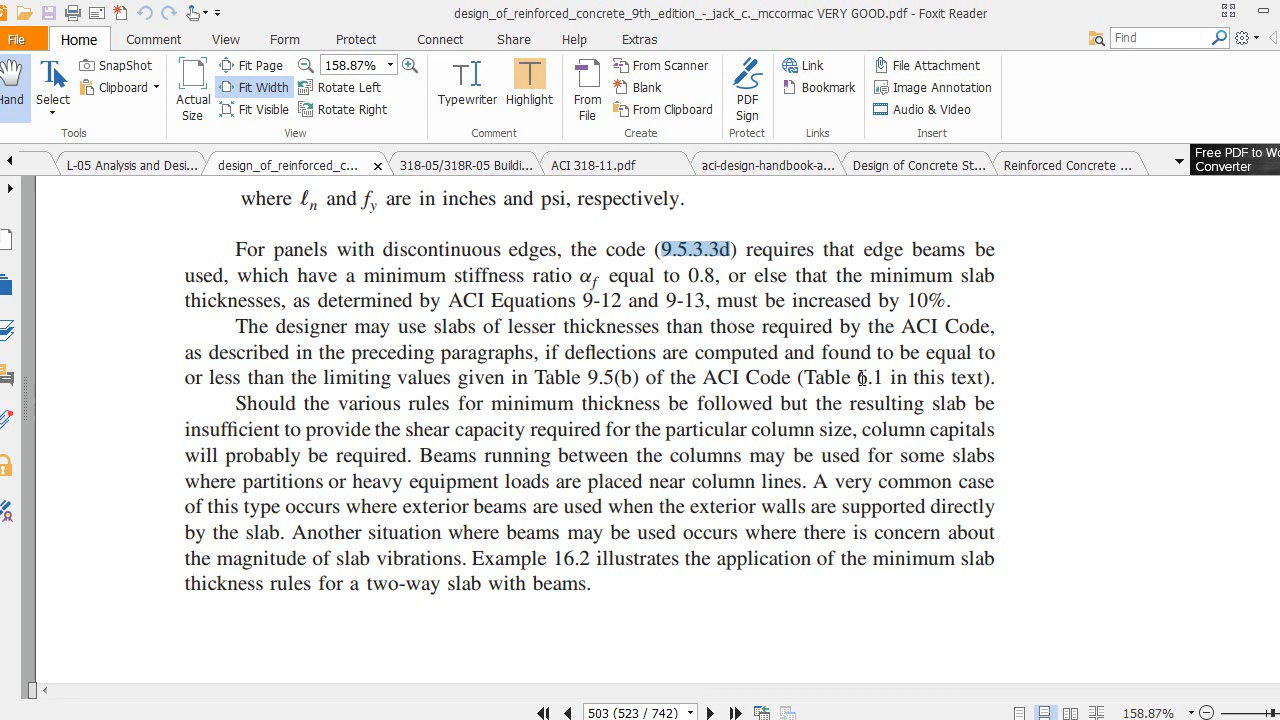 design_of_reinforced_concrete_9th_edition_-_jack_c._mccormac VERY GOOD.pdf - Foxit Reader
File Home Comment View Form Protect Connect Share Help Extras Find
SnapShot Fit Page 158.87% From Scanner Link File Attachment
Hand Select Clipboard Actual Size Fit Width Rotate Left Typewriter Highlight From File Blank PDF Sign Bookmark Image Annotation
Fit Visible Rotate Right From Clipboard Audio & Video
Tools View Comment Create Protect Links Insert
L-05 Analysis and Desi... design_of_reinforced_c... 318-05/318R-05 Buildi... ACI 318-11.pdf aci-design-handbook-a... Design of Concrete St... Reinforced Concrete ... Free PDF to Wo
Converter
where ℓn and fy are in inches and psi, respectively.
For panels with discontinuous edges, the code (9.5.3.3d) requires that edge beams be
used, which have a minimum stiffness ratio αf equal to 0.8, or else that the minimum slab
thicknesses, as determined by ACI Equations 9-12 and 9-13, must be increased by 10%.
The designer may use slabs of lesser thicknesses than those required by the ACI Code,
as described in the preceding paragraphs, if deflections are computed and found to be equal to
or less than the limiting values given in Table 9.5(b) of the ACI Code (Table 6.1 in this text).
Should the various rules for minimum thickness be followed but the resulting slab be
insufficient to provide the shear capacity required for the particular column size, column capitals
will probably be required. Beams running between the columns may be used for some slabs
where partitions or heavy equipment loads are placed near column lines. A very common case
of this type occurs where exterior beams are used when the exterior walls are supported directly
by the slab. Another situation where beams may be used occurs where there is concern about
the magnitude of slab vibrations. Example 16.2 illustrates the application of the minimum slab
thickness rules for a two-way slab with beams.
503 (523 / 742) 158.87%